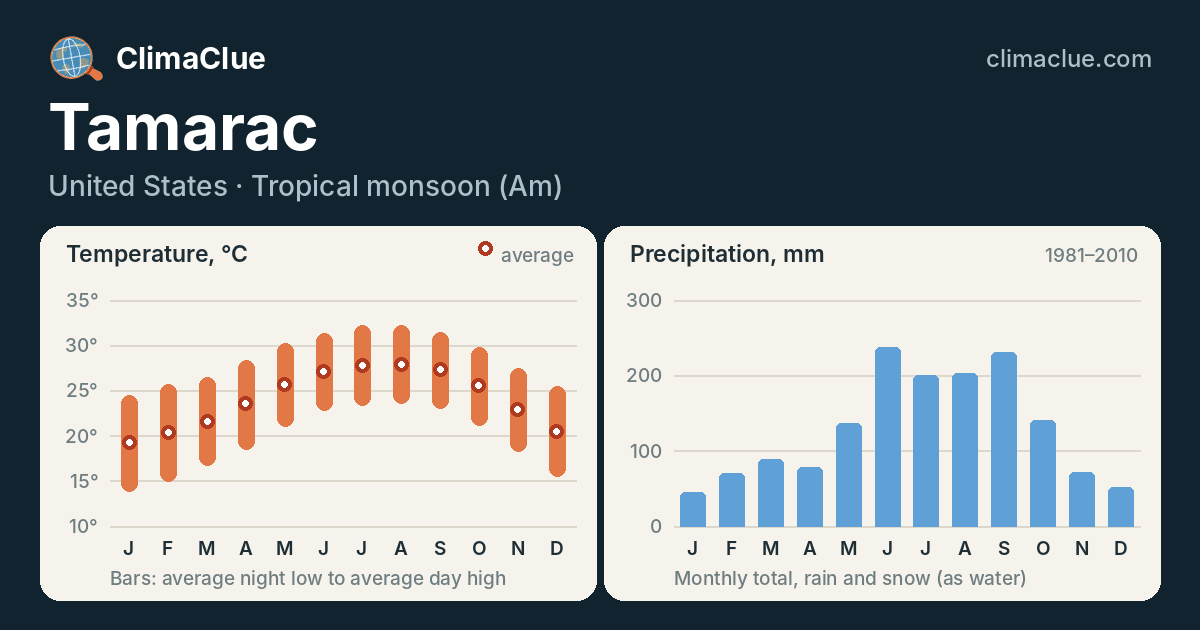 ClimaClue
climaclue.com
Tamarac
United States · Tropical monsoon (Am)
Temperature, °C
average
35°
30°
25°
20°
15°
10°
J F M A M J J A S O N D
Bars: average night low to average day high
Precipitation, mm
1981–2010
300
200
100
0
J F M A M J J A S O N D
Monthly total, rain and snow (as water)